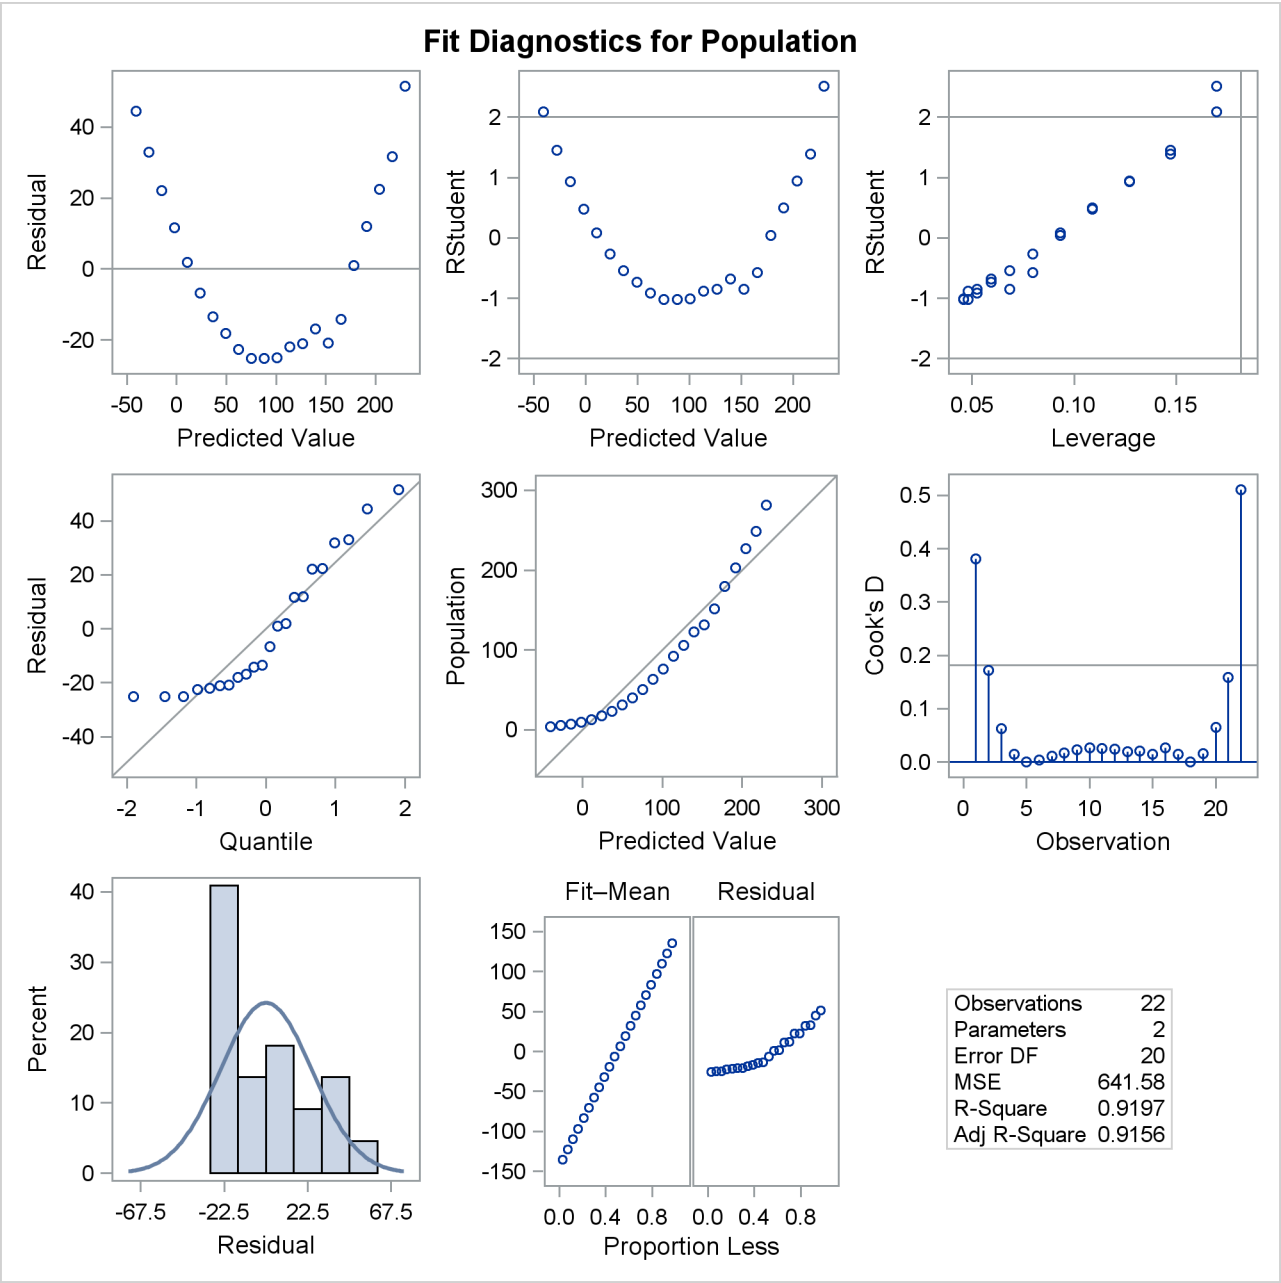 Fit Diagnostics for Population
Residual
40
20
0
-20
-50 0 50 100 150 200
Predicted Value
RStudent
2
1
0
-1
-2
-50 0 50 100 150 200
Predicted Value
RStudent
2
1
0
-1
-2
0.05 0.10 0.15
Leverage
Residual
40
20
0
-20
-40
-2 -1 0 1 2
Quantile
Population
300
200
100
0
0 100 200 300
Predicted Value
Cook's D
0.5
0.4
0.3
0.2
0.1
0.0
0 5 10 15 20
Observation
Percent
40
30
20
10
0
-67.5 -22.5 22.5 67.5
Residual
Fit–Mean Residual
150
100
50
0
-50
-100
-150
0.0 0.4 0.8 0.0 0.4 0.8
Proportion Less
Observations 22
Parameters 2
Error DF 20
MSE 641.58
R-Square 0.9197
Adj R-Square 0.9156